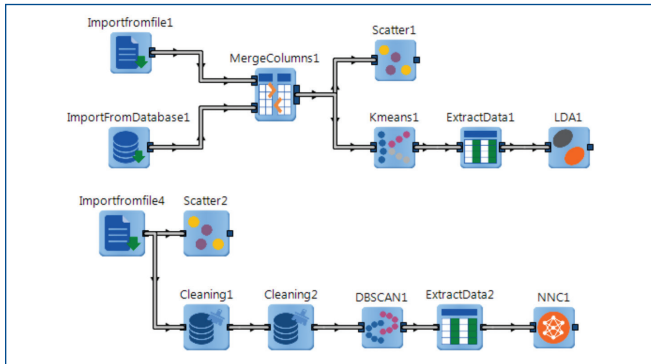 Importfromfile1
Scatter1
MergeColumns1
ImportFromDatabase1
Kmeans1
ExtractData1
LDA1
Importfromfile4
Scatter2
Cleaning1
Cleaning2
DBSCAN1
ExtractData2
NNC1